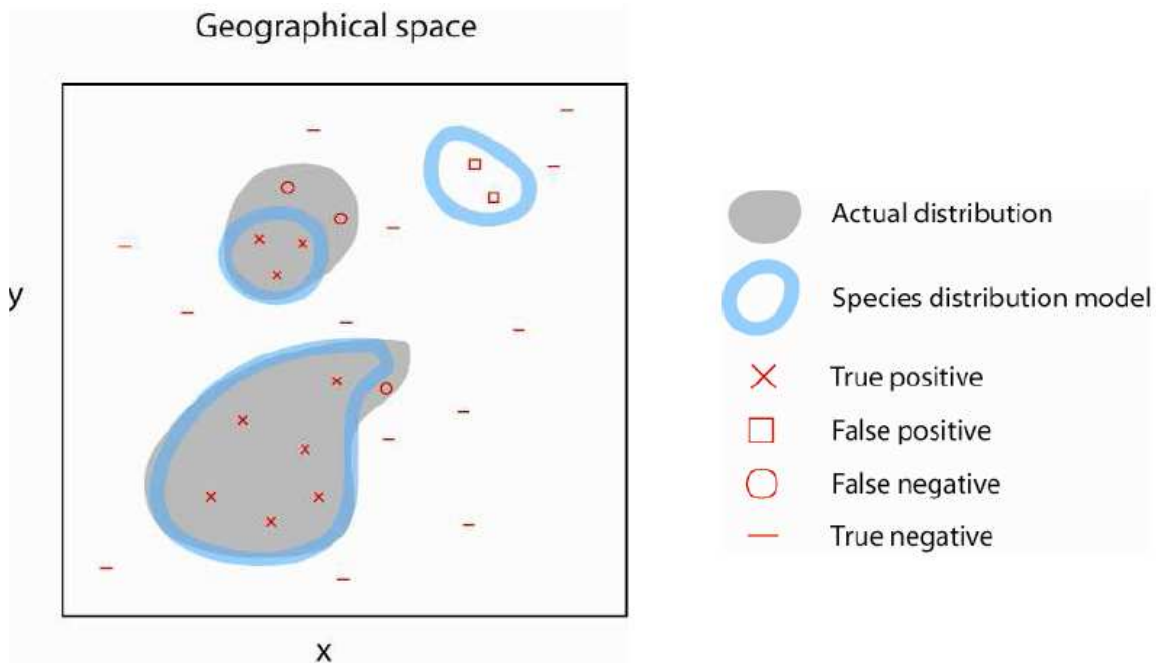 Geographical space
y
x
Actual distribution
Species distribution model
True positive
False positive
False negative
True negative